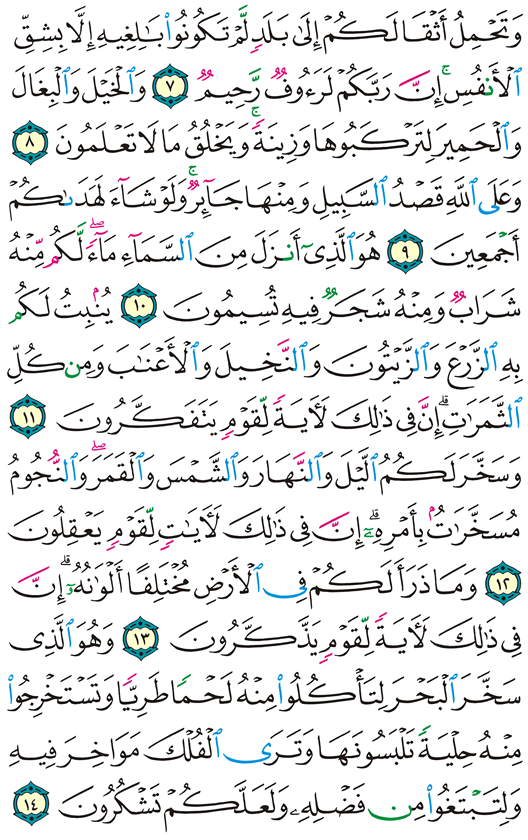 وَتَحۡمِلُ أَثۡقَالَكُمۡ إِلَىٰ بَلَدٖ لَّمۡ تَكُونُواْ بَٰلِغِيهِ إِلَّا بِشِقِّ
ٱلۡأَنفُسِۚ إِنَّ رَبَّكُمۡ لَرَءُوفٞ رَّحِيمٞ ٧ وَٱلۡخَيۡلَ وَٱلۡبِغَالَ
وَٱلۡحَمِيرَ لِتَرۡكَبُوهَا وَزِينَةٗۚ وَيَخۡلُقُ مَا لَا تَعۡلَمُونَ ٨
وَعَلَى ٱللَّهِ قَصۡدُ ٱلسَّبِيلِ وَمِنۡهَا جَآئِرٞۚ وَلَوۡ شَآءَ لَهَدَىٰكُمۡ
أَجۡمَعِينَ ٩ هُوَ ٱلَّذِيٓ أَنزَلَ مِنَ ٱلسَّمَآءِ مَآءٗۖ لَّكُم مِّنۡهُ
شَرَابٞ وَمِنۡهُ شَجَرٞ فِيهِ تُسِيمُونَ ١٠ يُنۢبِتُ لَكُم
بِهِ ٱلزَّرۡعَ وَٱلزَّيۡتُونَ وَٱلنَّخِيلَ وَٱلۡأَعۡنَٰبَ وَمِن كُلِّ
ٱلثَّمَرَٰتِۚ إِنَّ فِي ذَٰلِكَ لَأٓيَةٗ لِّقَوۡمٖ يَتَفَكَّرُونَ ١١
وَسَخَّرَ لَكُمُ ٱلَّيۡلَ وَٱلنَّهَارَ وَٱلشَّمۡسَ وَٱلۡقَمَرَۖ وَٱلنُّجُومُ
مُسَخَّرَٰتُۢ بِأَمۡرِهِۦٓۚ إِنَّ فِي ذَٰلِكَ لَأٓيَٰتٖ لِّقَوۡمٖ يَعۡقِلُونَ
١٢ وَمَا ذَرَأَ لَكُمۡ فِي ٱلۡأَرۡضِ مُخۡتَلِفًا أَلۡوَٰنُهُۥٓۚ إِنَّ
فِي ذَٰلِكَ لَأٓيَةٗ لِّقَوۡمٖ يَذَّكَّرُونَ ١٣ وَهُوَ ٱلَّذِي
سَخَّرَ ٱلۡبَحۡرَ لِتَأۡكُلُواْ مِنۡهُ لَحۡمٗا طَرِيّٗا وَتَسۡتَخۡرِجُواْ
مِنۡهُ حِلۡيَةٗ تَلۡبَسُونَهَا وَتَرَى ٱلۡفُلۡكَ مَوَاخِرَ فِيهِ
وَلِتَبۡتَغُواْ مِن فَضۡلِهِۦ وَلَعَلَّكُمۡ تَشۡكُرُونَ ١٤